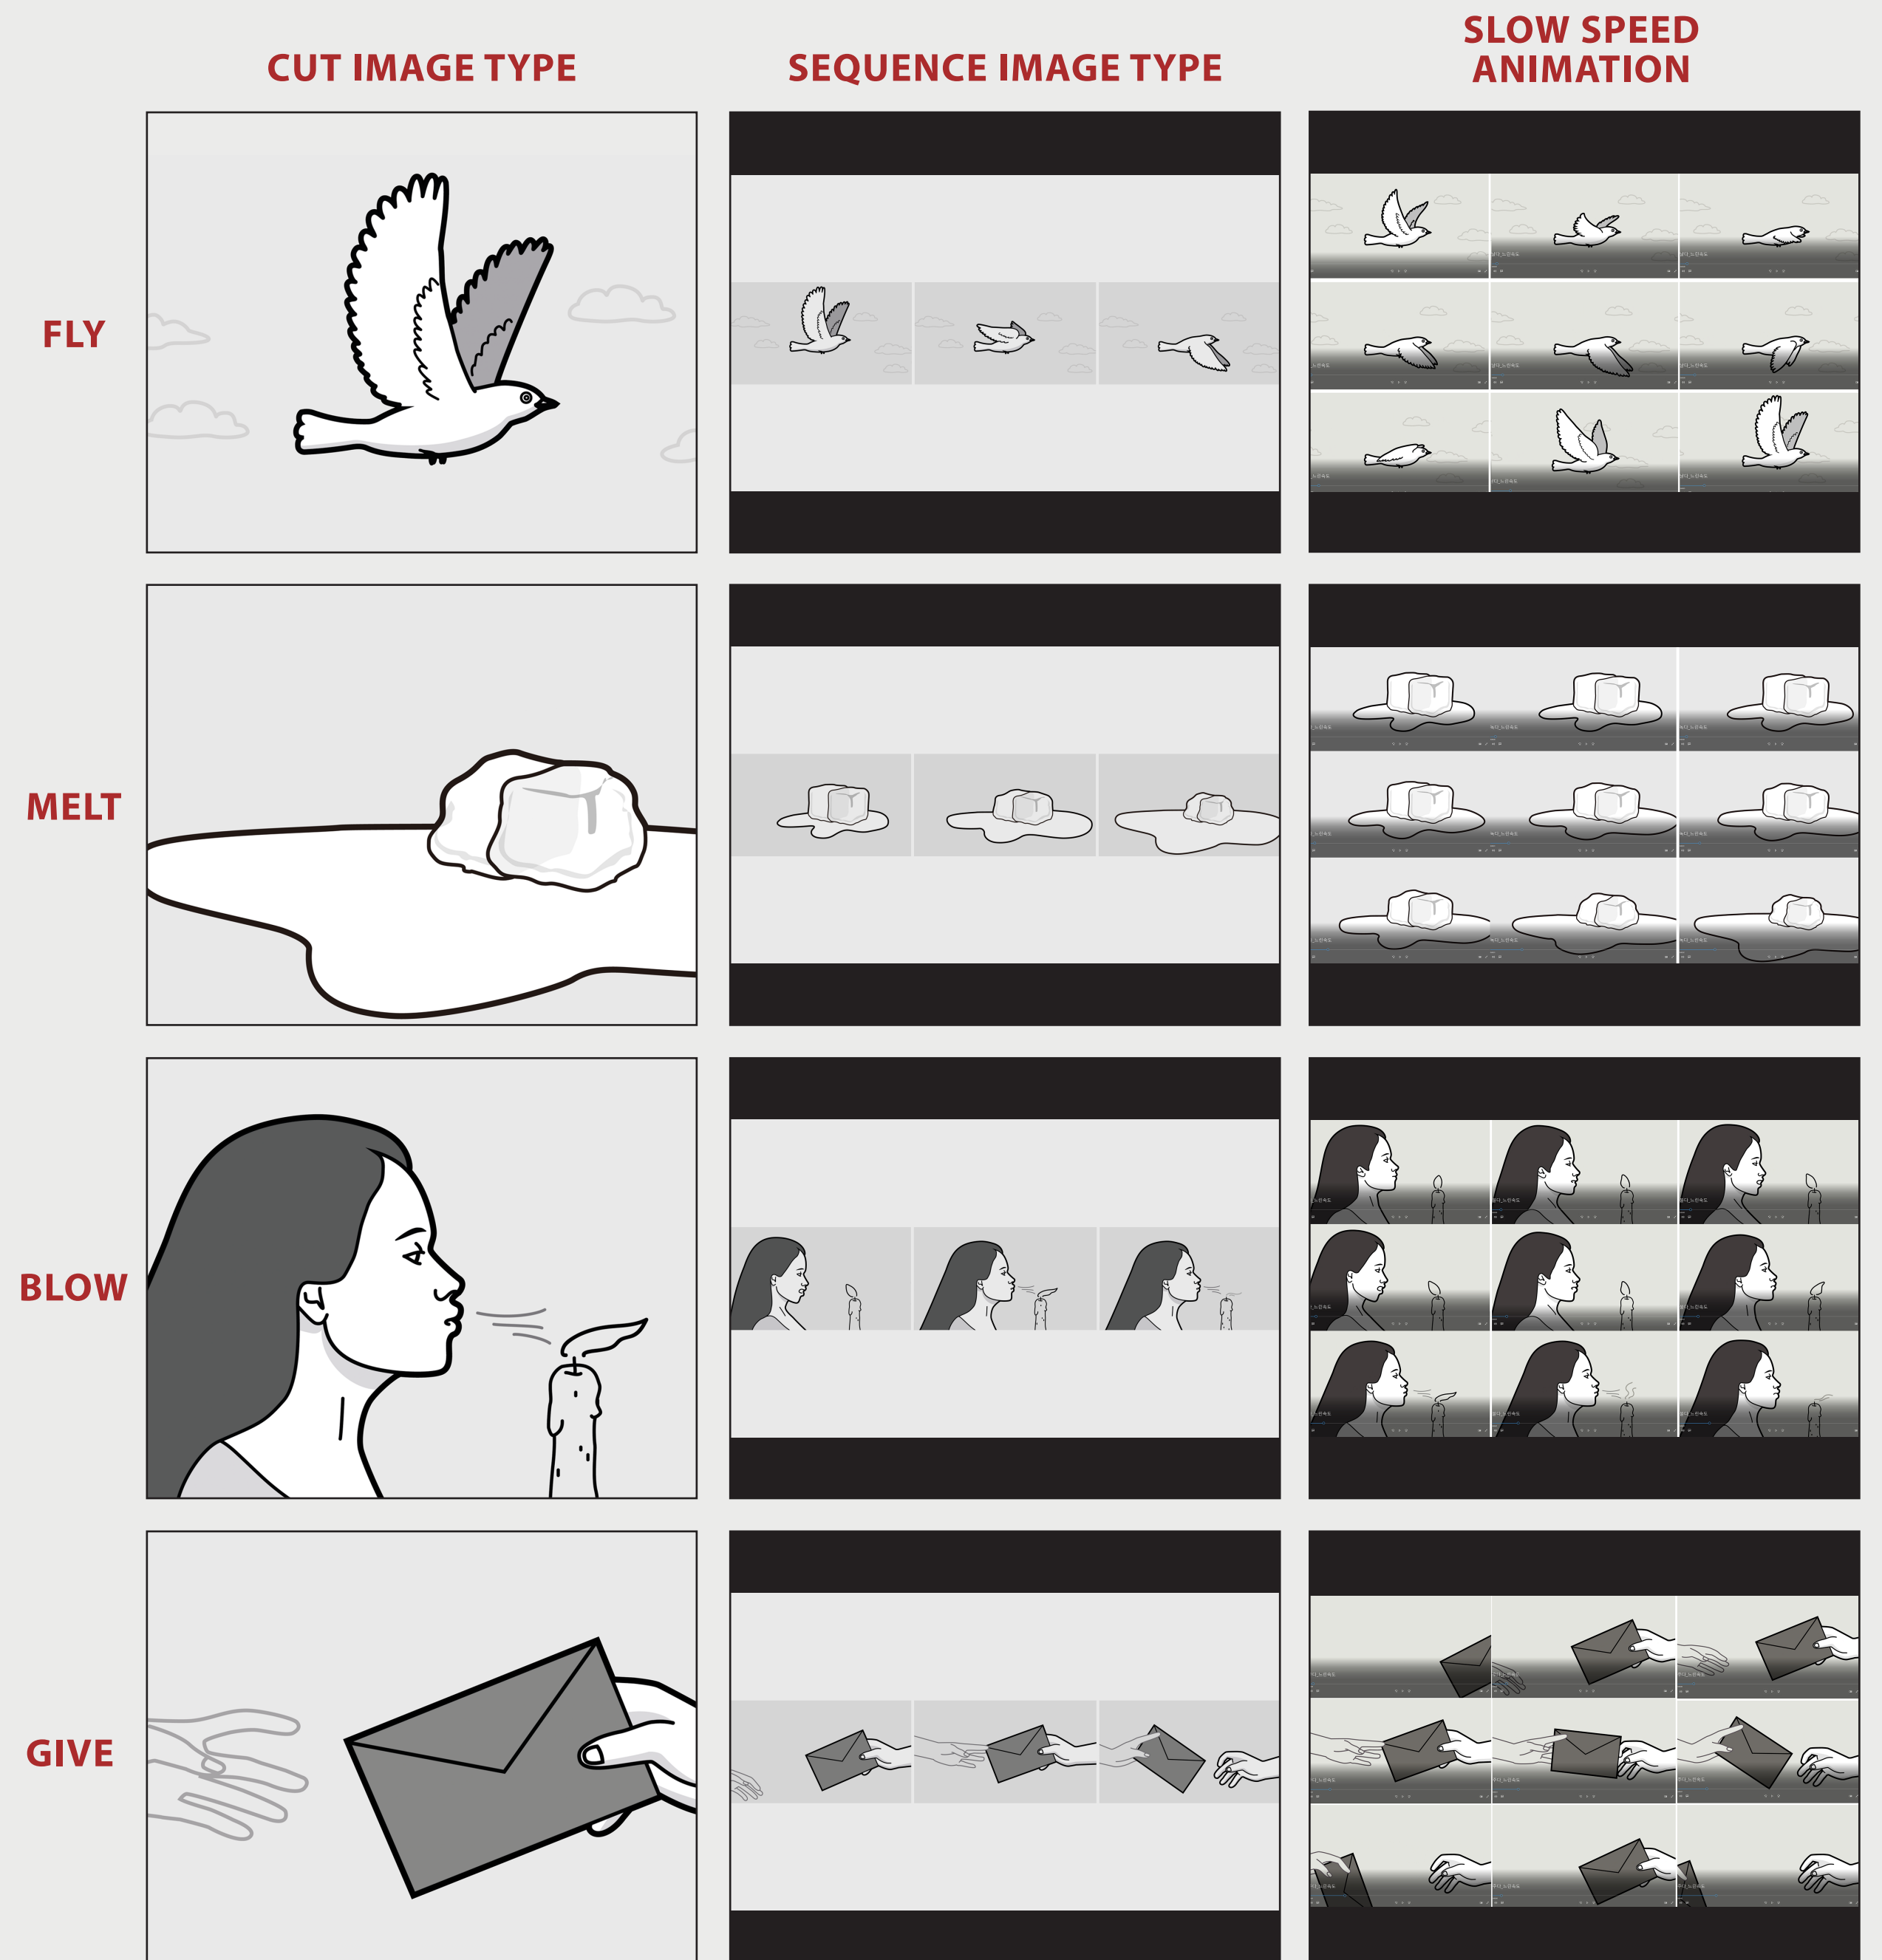 SLOW SPEED
CUT IMAGE TYPE
SEQUENCE IMAGE TYPE
ANIMATION
FLY
MELT
BLOW
GIVE